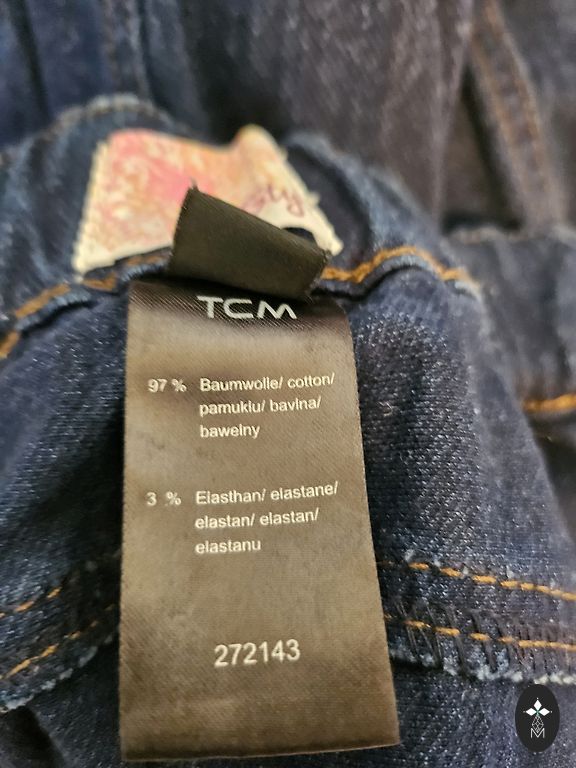 TCM
97 % Baumwolle/ cotton/
pamuklu/ bavlna/
bawelny
3 % Elasthan/ elastane/
elastan/ elastan/
elastanu
272143